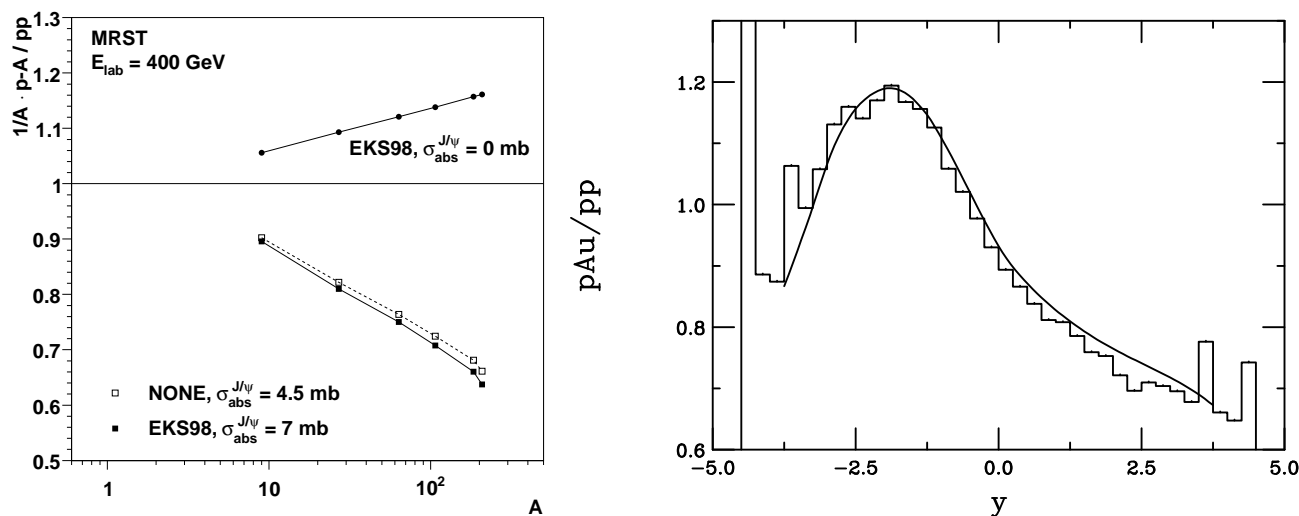 1/A · p-A / pp
1.3
1.2
1.1
1
0.9
0.8
0.7
0.6
0.5
MRST
E_lab = 400 GeV
EKS98, σ_abs^J/ψ = 0 mb
NONE, σ_abs^J/ψ = 4.5 mb
EKS98, σ_abs^J/ψ = 7 mb
1 10 10^2
A
pAu/pp
1.2
1.0
0.8
0.6
−5.0 −2.5 0.0 2.5 5.0
y